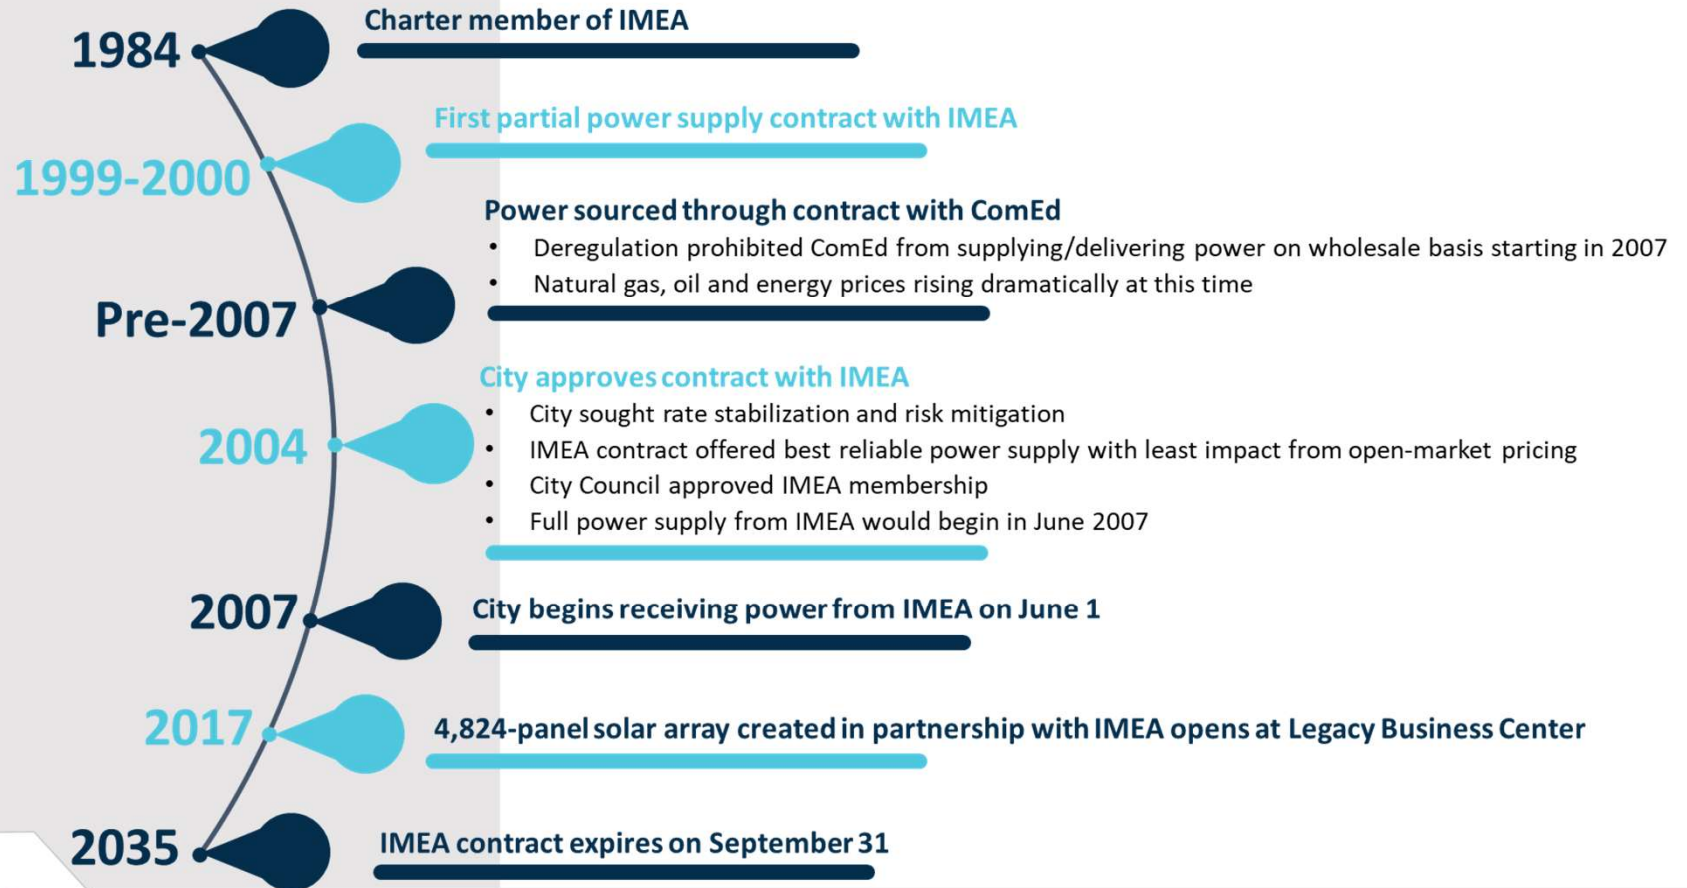 1984
Charter member of IMEA
1999-2000
First partial power supply contract with IMEA
Pre-2007
Power sourced through contract with ComEd
• Deregulation prohibited ComEd from supplying/delivering power on wholesale basis starting in 2007
• Natural gas, oil and energy prices rising dramatically at this time
2004
City approves contract with IMEA
• City sought rate stabilization and risk mitigation
• IMEA contract offered best reliable power supply with least impact from open-market pricing
• City Council approved IMEA membership
• Full power supply from IMEA would begin in June 2007
2007
City begins receiving power from IMEA on June 1
2017
4,824-panel solar array created in partnership with IMEA opens at Legacy Business Center
2035
IMEA contract expires on September 31